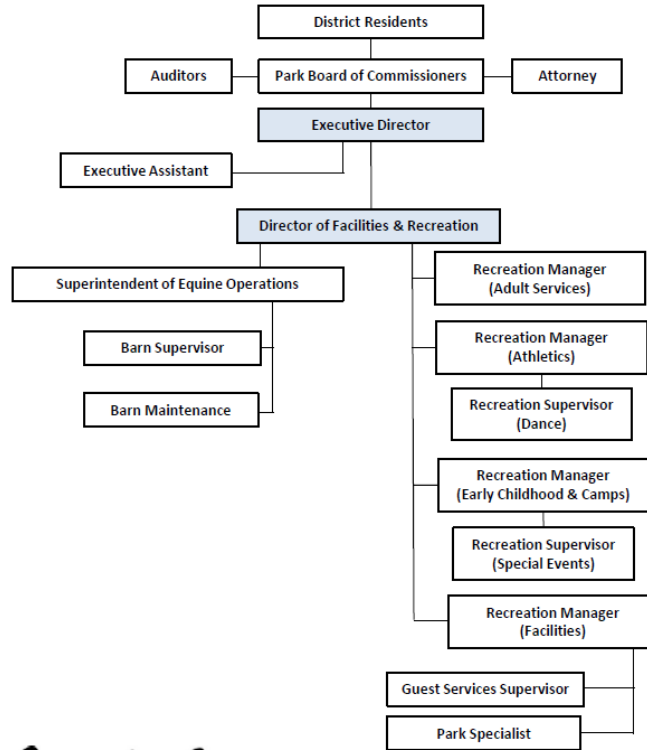 District Residents
Auditors
Park Board of Commissioners
Attorney
Executive Director
Executive Assistant
Director of Facilities & Recreation
Superintendent of Equine Operations
Barn Supervisor
Barn Maintenance
Recreation Manager
(Adult Services)
Recreation Manager
(Athletics)
Recreation Supervisor
(Dance)
Recreation Manager
(Early Childhood & Camps)
Recreation Supervisor
(Special Events)
Recreation Manager
(Facilities)
Guest Services Supervisor
Park Specialist